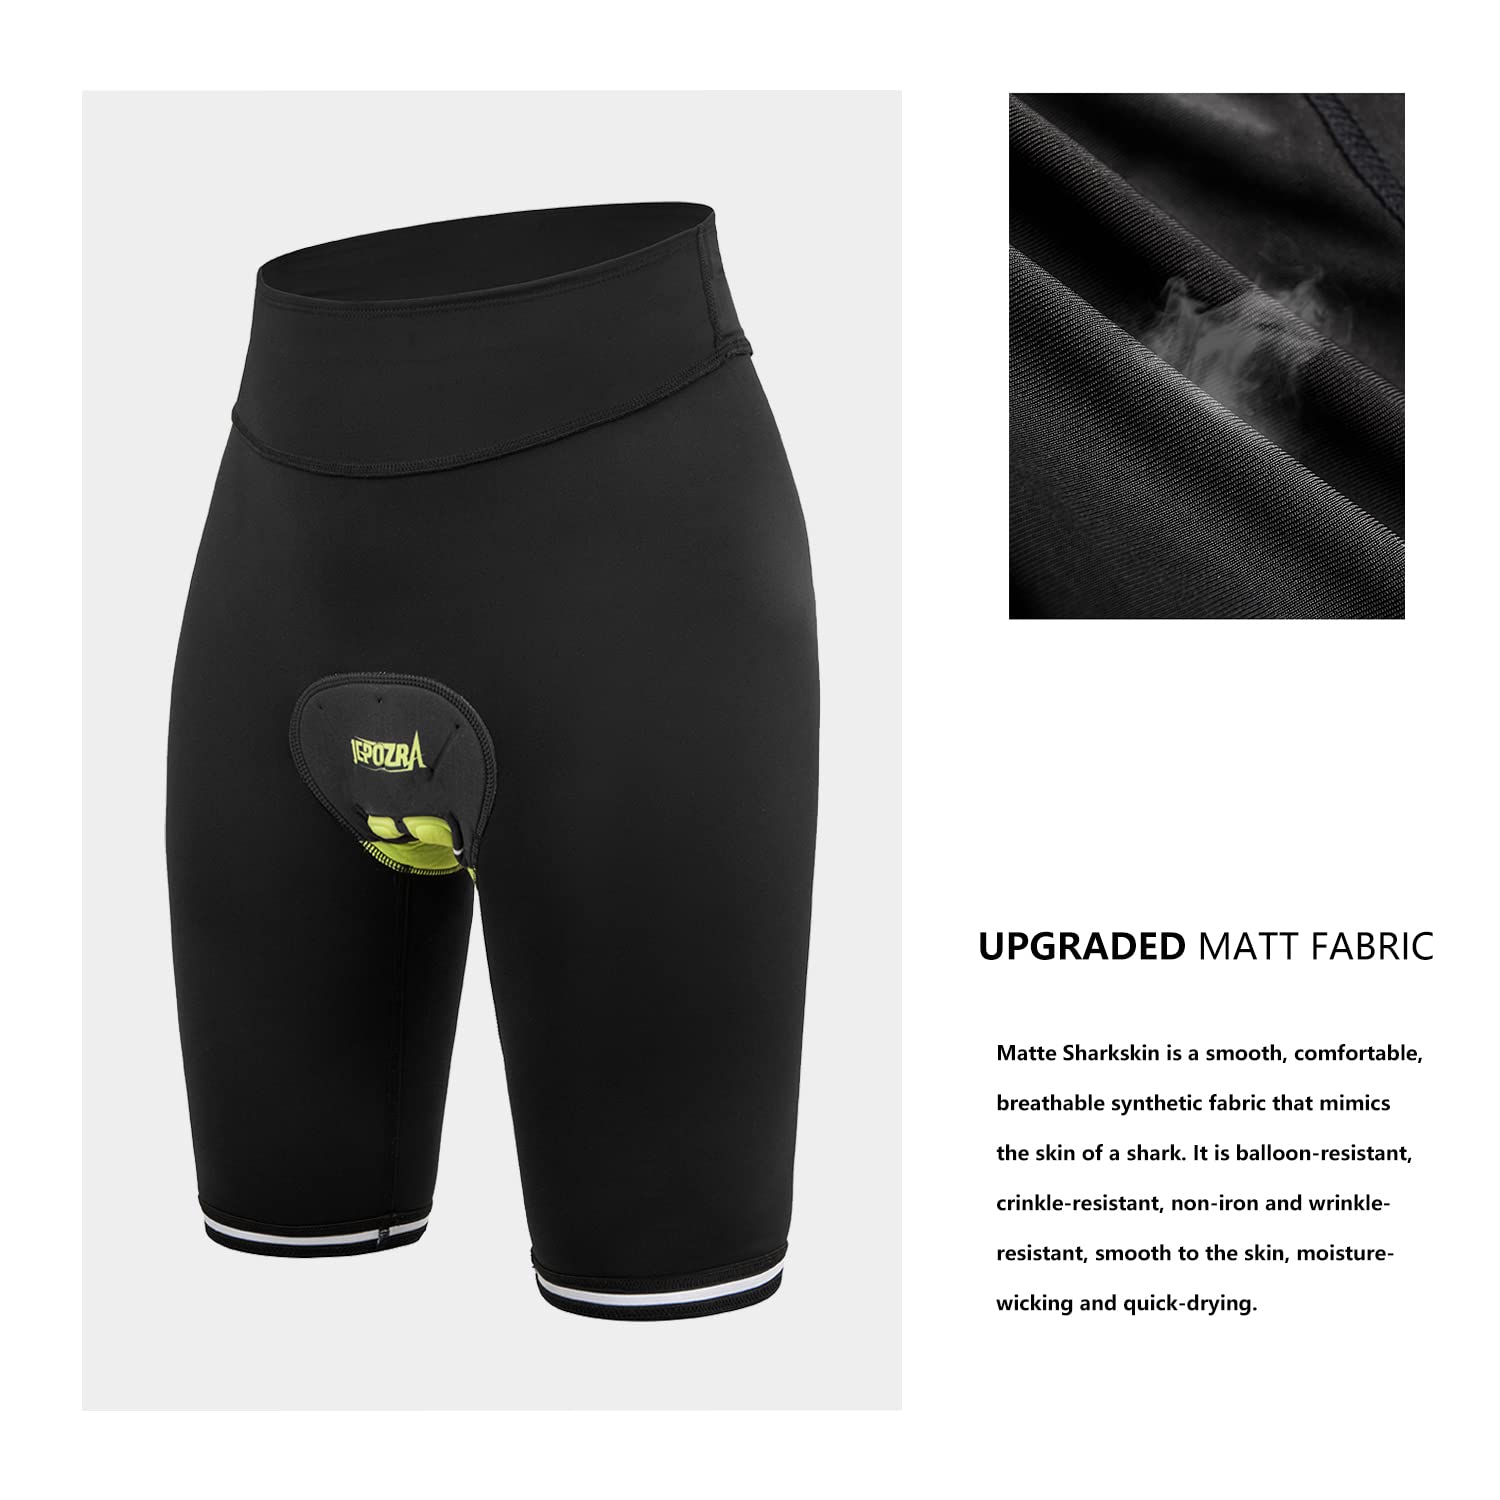 IEPOZRA
UPGRADED MATT FABRIC
Matte Sharkskin is a smooth, comfortable,
breathable synthetic fabric that mimics
the skin of a shark. It is balloon-resistant,
crinkle-resistant, non-iron and wrinkle-
resistant, smooth to the skin, moisture-
wicking and quick-drying.